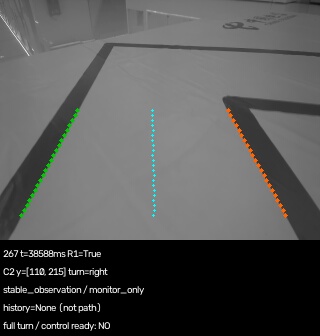 267 t=38588ms R1=True
C2 y=[110, 215] turn=right
stable_observation / monitor_only
history=None (not path)
full turn / control ready: NO